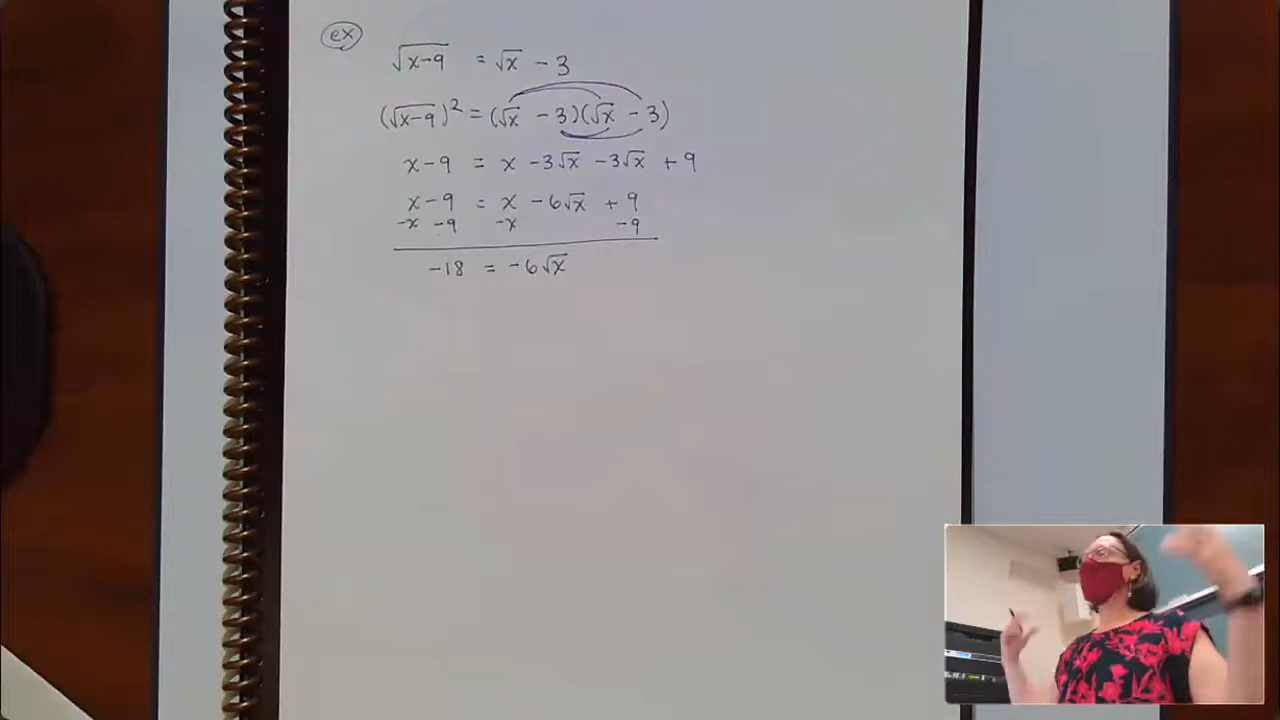 ex
√x-9 = √x - 3
(√x-9)² = (√x - 3)(√x - 3)
x-9 = x -3√x -3√x +9
x-9 = x -6√x +9
-x -9 -x -9
-18 = -6√x